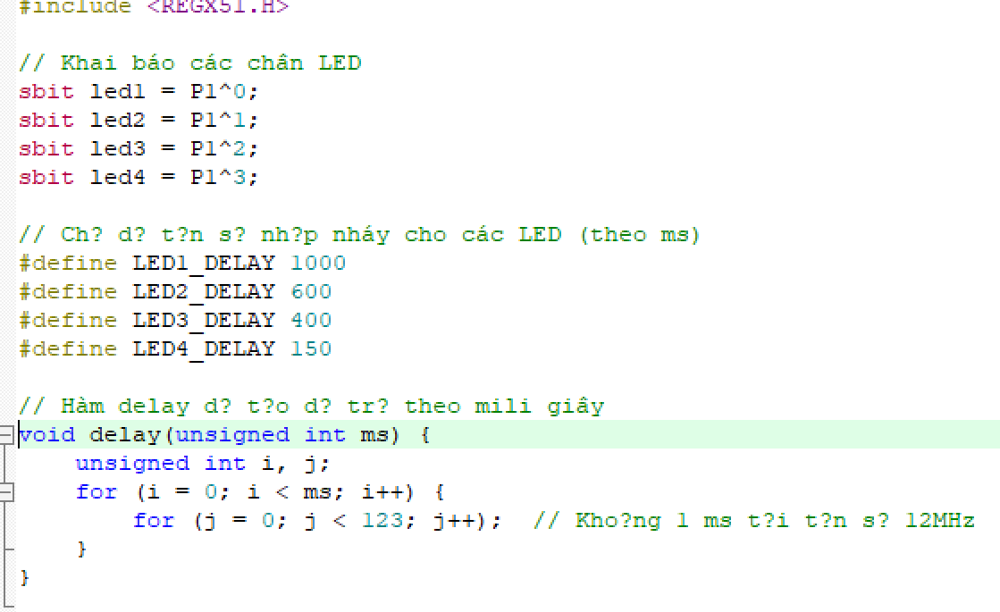 #include <REGX51.H>
// Khai báo các chân LED
sbit led1 = P1^0;
sbit led2 = P1^1;
sbit led3 = P1^2;
sbit led4 = P1^3;
// Ch? d? t?n s? nh?p nháy cho các LED (theo ms)
#define LED1_DELAY 1000
#define LED2_DELAY 600
#define LED3_DELAY 400
#define LED4_DELAY 150
// Hàm delay d? t?o d? tr? theo mili giây
void delay(unsigned int ms) {
    unsigned int i, j;
    for (i = 0; i < ms; i++) {
        for (j = 0; j < 123; j++);  // Kho?ng 1 ms t?i t?n s? 12MHz
    }
}